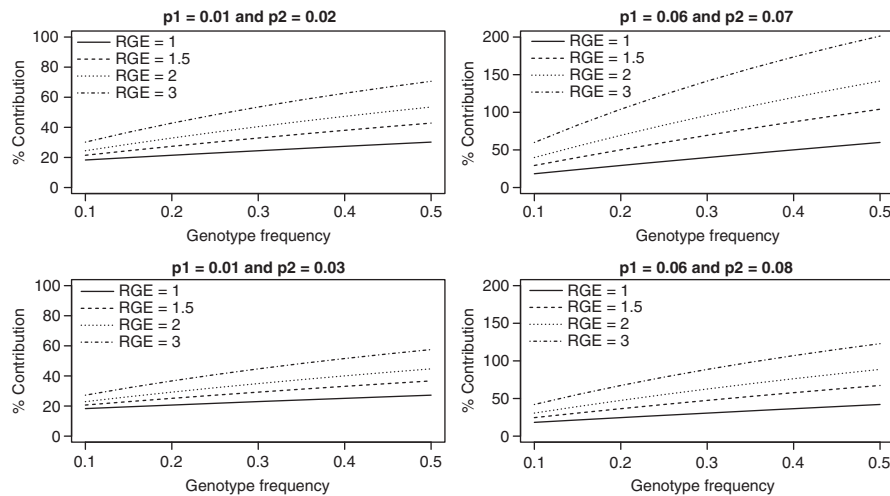 p1 = 0.01 and p2 = 0.02
% Contribution
100
80
60
40
20
0
RGE = 1
RGE = 1.5
RGE = 2
RGE = 3
0.1 0.2 0.3 0.4 0.5
Genotype frequency
p1 = 0.06 and p2 = 0.07
% Contribution
200
150
100
50
0
RGE = 1
RGE = 1.5
RGE = 2
RGE = 3
0.1 0.2 0.3 0.4 0.5
Genotype frequency
p1 = 0.01 and p2 = 0.03
% Contribution
100
80
60
40
20
0
RGE = 1
RGE = 1.5
RGE = 2
RGE = 3
0.1 0.2 0.3 0.4 0.5
Genotype frequency
p1 = 0.06 and p2 = 0.08
% Contribution
200
150
100
50
0
RGE = 1
RGE = 1.5
RGE = 2
RGE = 3
0.1 0.2 0.3 0.4 0.5
Genotype frequency